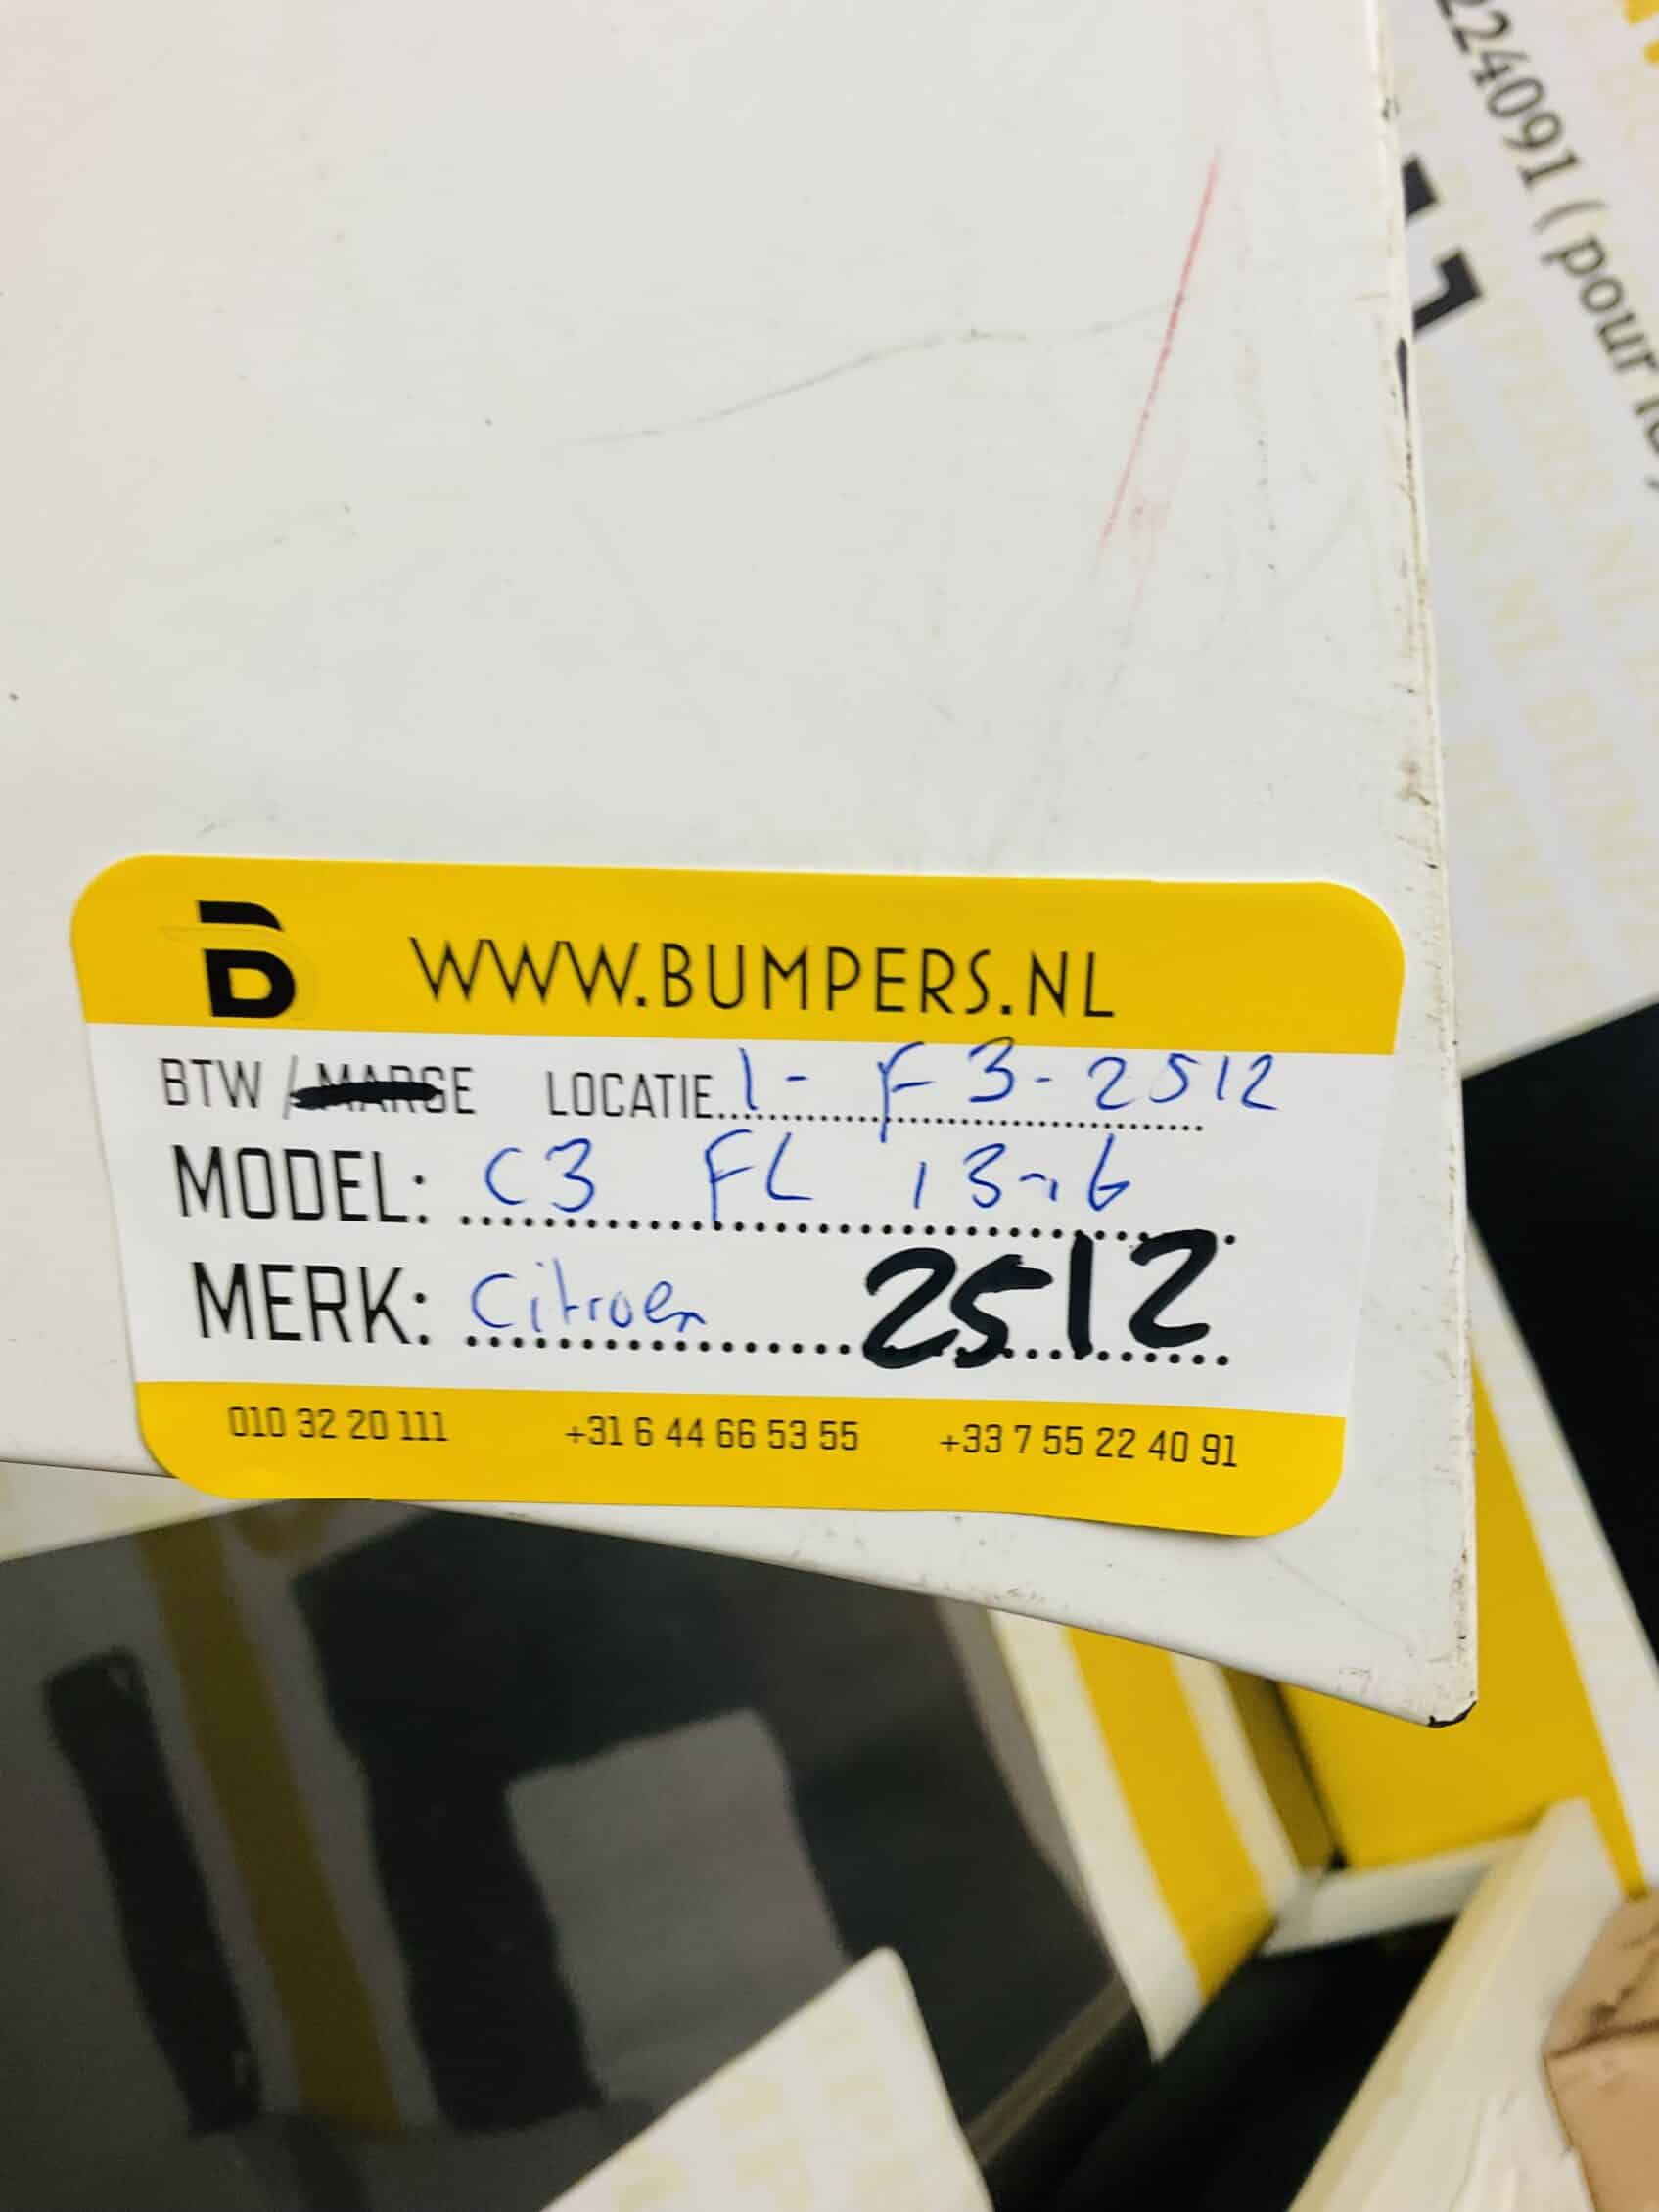 224091 ( pour
WWW.BUMPERS.NL
BTW / MARGE LOCATIE 1 - F3 - 2512
MODEL: C3 FL 13-16
MERK: Citroen 2512
010 32 20 111 +31 6 44 66 53 55 +33 7 55 22 40 91